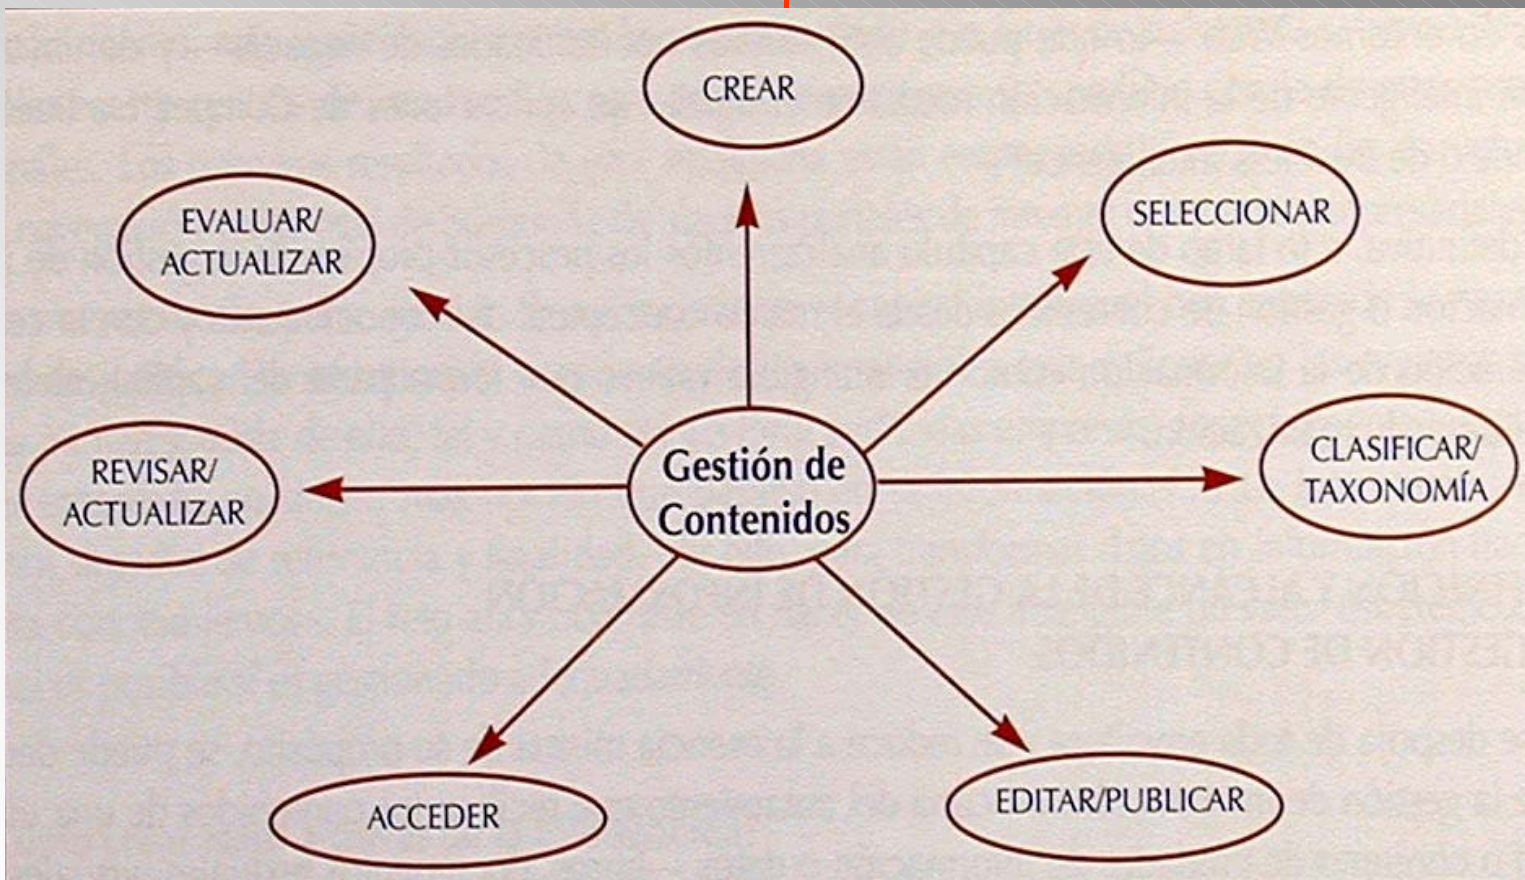 CREAR
SELECCIONAR
CLASIFICAR/
TAXONOMÍA
EDITAR/PUBLICAR
ACCEDER
REVISAR/
ACTUALIZAR
EVALUAR/
ACTUALIZAR
Gestión de
Contenidos